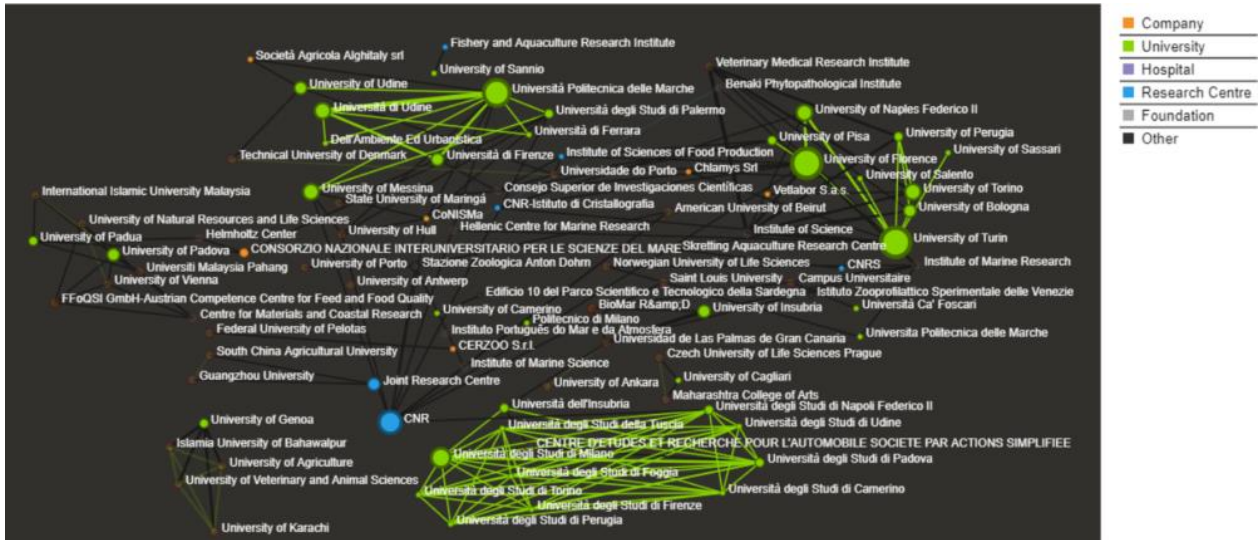 Company
University
Hospital
Research Centre
Foundation
Other
Fishery and Aquaculture Research Institute
Società Agricola Alghitaly srl
Veterinary Medical Research Institute
University of Sannio
University of Udine
Università Politecnica delle Marche
Benaki Phytopathological Institute
Università di Udine
Università degli Studi di Palermo
University of Naples Federico II
Università di Ferrara
University of Pisa
University of Perugia
Dell'Ambiente Ed Urbanistica
Technical University of Denmark
Università di Firenze
Institute of Sciences of Food Production
University of Florence
University of Sassari
Universidade do Porto
Chlamys Srl
University of Salento
International Islamic University Malaysia
University of Messina
Consejo Superior de Investigaciones Científicas
Vetlabor S.a.s.
University of Torino
State University of Maringá
CNR-Istituto di Cristallografia
American University of Beirut
University of Bologna
University of Natural Resources and Life Sciences
CoNISMa
Hellenic Centre for Marine Research
Institute of Science
University of Padua
Helmholtz Center
University of Hull
University of Turin
University of Padova
CONSORZIO NAZIONALE INTERUNIVERSITARIO PER LE SCIENZE DEL MARE
Skretting Aquaculture Research Centre
Universiti Malaysia Pahang
University of Porto
Stazione Zoologica Anton Dohrn
Norwegian University of Life Sciences
CNRS
Institute of Marine Research
University of Vienna
University of Antwerp
Saint Louis University
Campus Universitaire
FFoQSI GmbH-Austrian Competence Centre for Feed and Food Quality
Edificio 10 del Parco Scientifico e Tecnologico della Sardegna
Istituto Zooprofilattico Sperimentale delle Venezie
Centre for Materials and Coastal Research
University of Camerino
BioMar R&amp;D
University of Insubria
Università Ca' Foscari
Politecnico di Milano
Federal University of Pelotas
Instituto Português do Mar e da Atmosfera
Universita Politecnica delle Marche
CERZOO S.r.l.
Universidad de Las Palmas de Gran Canaria
South China Agricultural University
Institute of Marine Science
Czech University of Life Sciences Prague
Guangzhou University
Joint Research Centre
University of Ankara
University of Cagliari
Maharashtra College of Arts
CNR
Università dell'Insubria
Università degli Studi di Napoli Federico II
University of Genoa
Università degli Studi della Tuscia
Università degli Studi di Udine
Islamia University of Bahawalpur
CENTRE D'ETUDES ET RECHERCHE POUR L'AUTOMOBILE SOCIETE PAR ACTIONS SIMPLIFIEE
University of Agriculture
Università degli Studi di Milano
Università degli Studi di Padova
University of Veterinary and Animal Sciences
Università degli Studi di Foggia
Università degli Studi di Torino
Università degli Studi di Camerino
Università degli Studi di Firenze
University of Karachi
Università degli Studi di Perugia